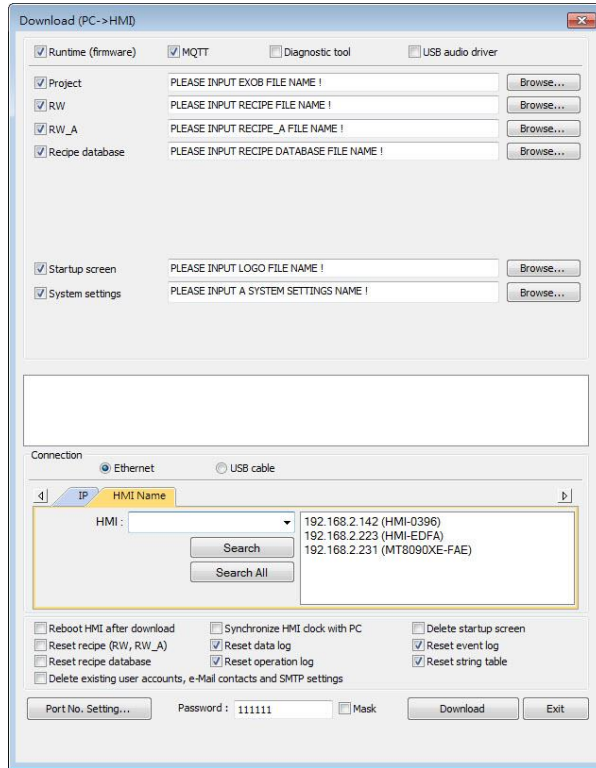 Download (PC->HMI)
Runtime (firmware) MQTT Diagnostic tool USB audio driver
Project PLEASE INPUT EXOB FILE NAME ! Browse...
RW PLEASE INPUT RECIPE FILE NAME ! Browse...
RW_A PLEASE INPUT RECIPE_A FILE NAME ! Browse...
Recipe database PLEASE INPUT RECIPE DATABASE FILE NAME ! Browse...
Startup screen PLEASE INPUT LOGO FILE NAME ! Browse...
System settings PLEASE INPUT A SYSTEM SETTINGS NAME ! Browse...
Connection
Ethernet USB cable
IP HMI Name
HMI : 192.168.2.142 (HMI-0396)
192.168.2.223 (HMI-EDFA)
Search 192.168.2.231 (MT8090XE-FAE)
Search All
Reboot HMI after download Synchronize HMI clock with PC Delete startup screen
Reset recipe (RW, RW_A) Reset data log Reset event log
Reset recipe database Reset operation log Reset string table
Delete existing user accounts, e-Mail contacts and SMTP settings
Port No. Setting... Password : 111111 Mask Download Exit